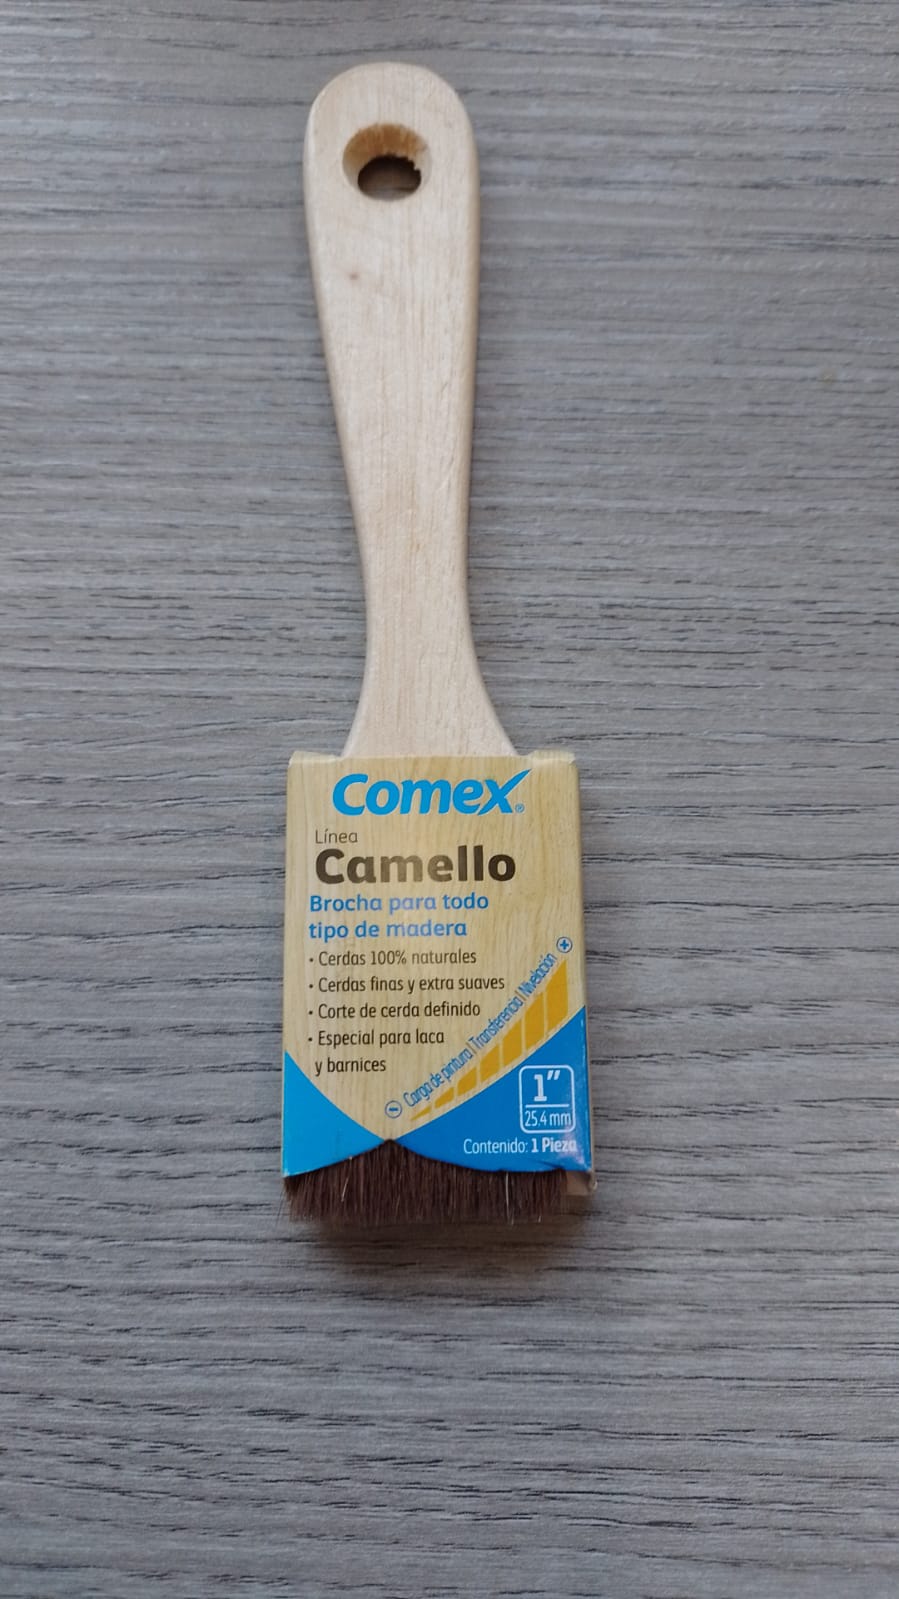 Comex®
Línea
Camello
Brocha para todo
tipo de madera
• Cerdas 100% naturales
• Cerdas finas y extra suaves
• Corte de cerda definido
• Especial para laca
y barnices
⊖ Carga de pintura | Transferencia | Nivelación ⊕
1”
25.4 mm
Contenido: 1 Pieza